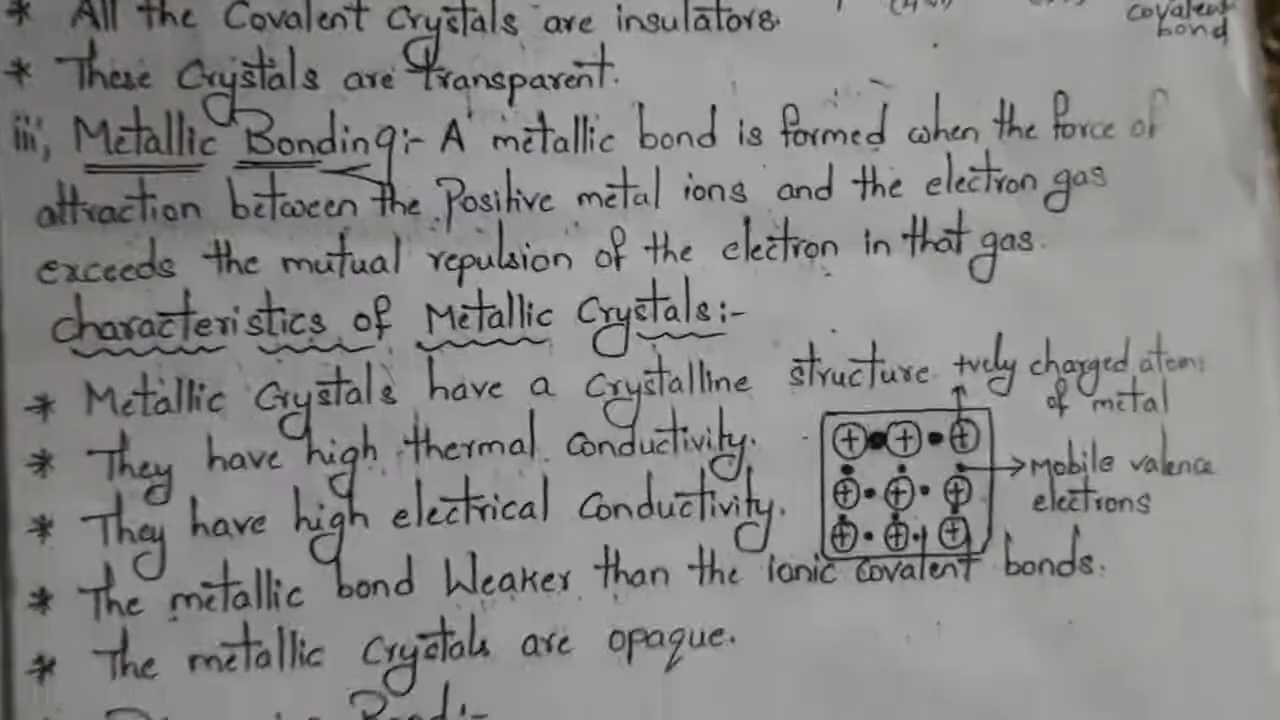 * All the Covalent Crystals are insulators.
covalent bond
* These Crystals are transparent.
iii, Metallic Bonding:- A metallic bond is formed when the force of
attraction between the Positive metal ions and the electron gas
exceeds the mutual repulsion of the electron in that gas.
characteristics of Metallic Crystals:-
* Metallic Crystals have a Crystalline structure.
+vely charged atoms
of metal
* They have high thermal conductivity.
Mobile valence
electrons
* They have high electrical conductivity.
* The metallic bond Weaker than the ionic covalent bonds.
* The metallic Crystals are opaque.
Bond:-